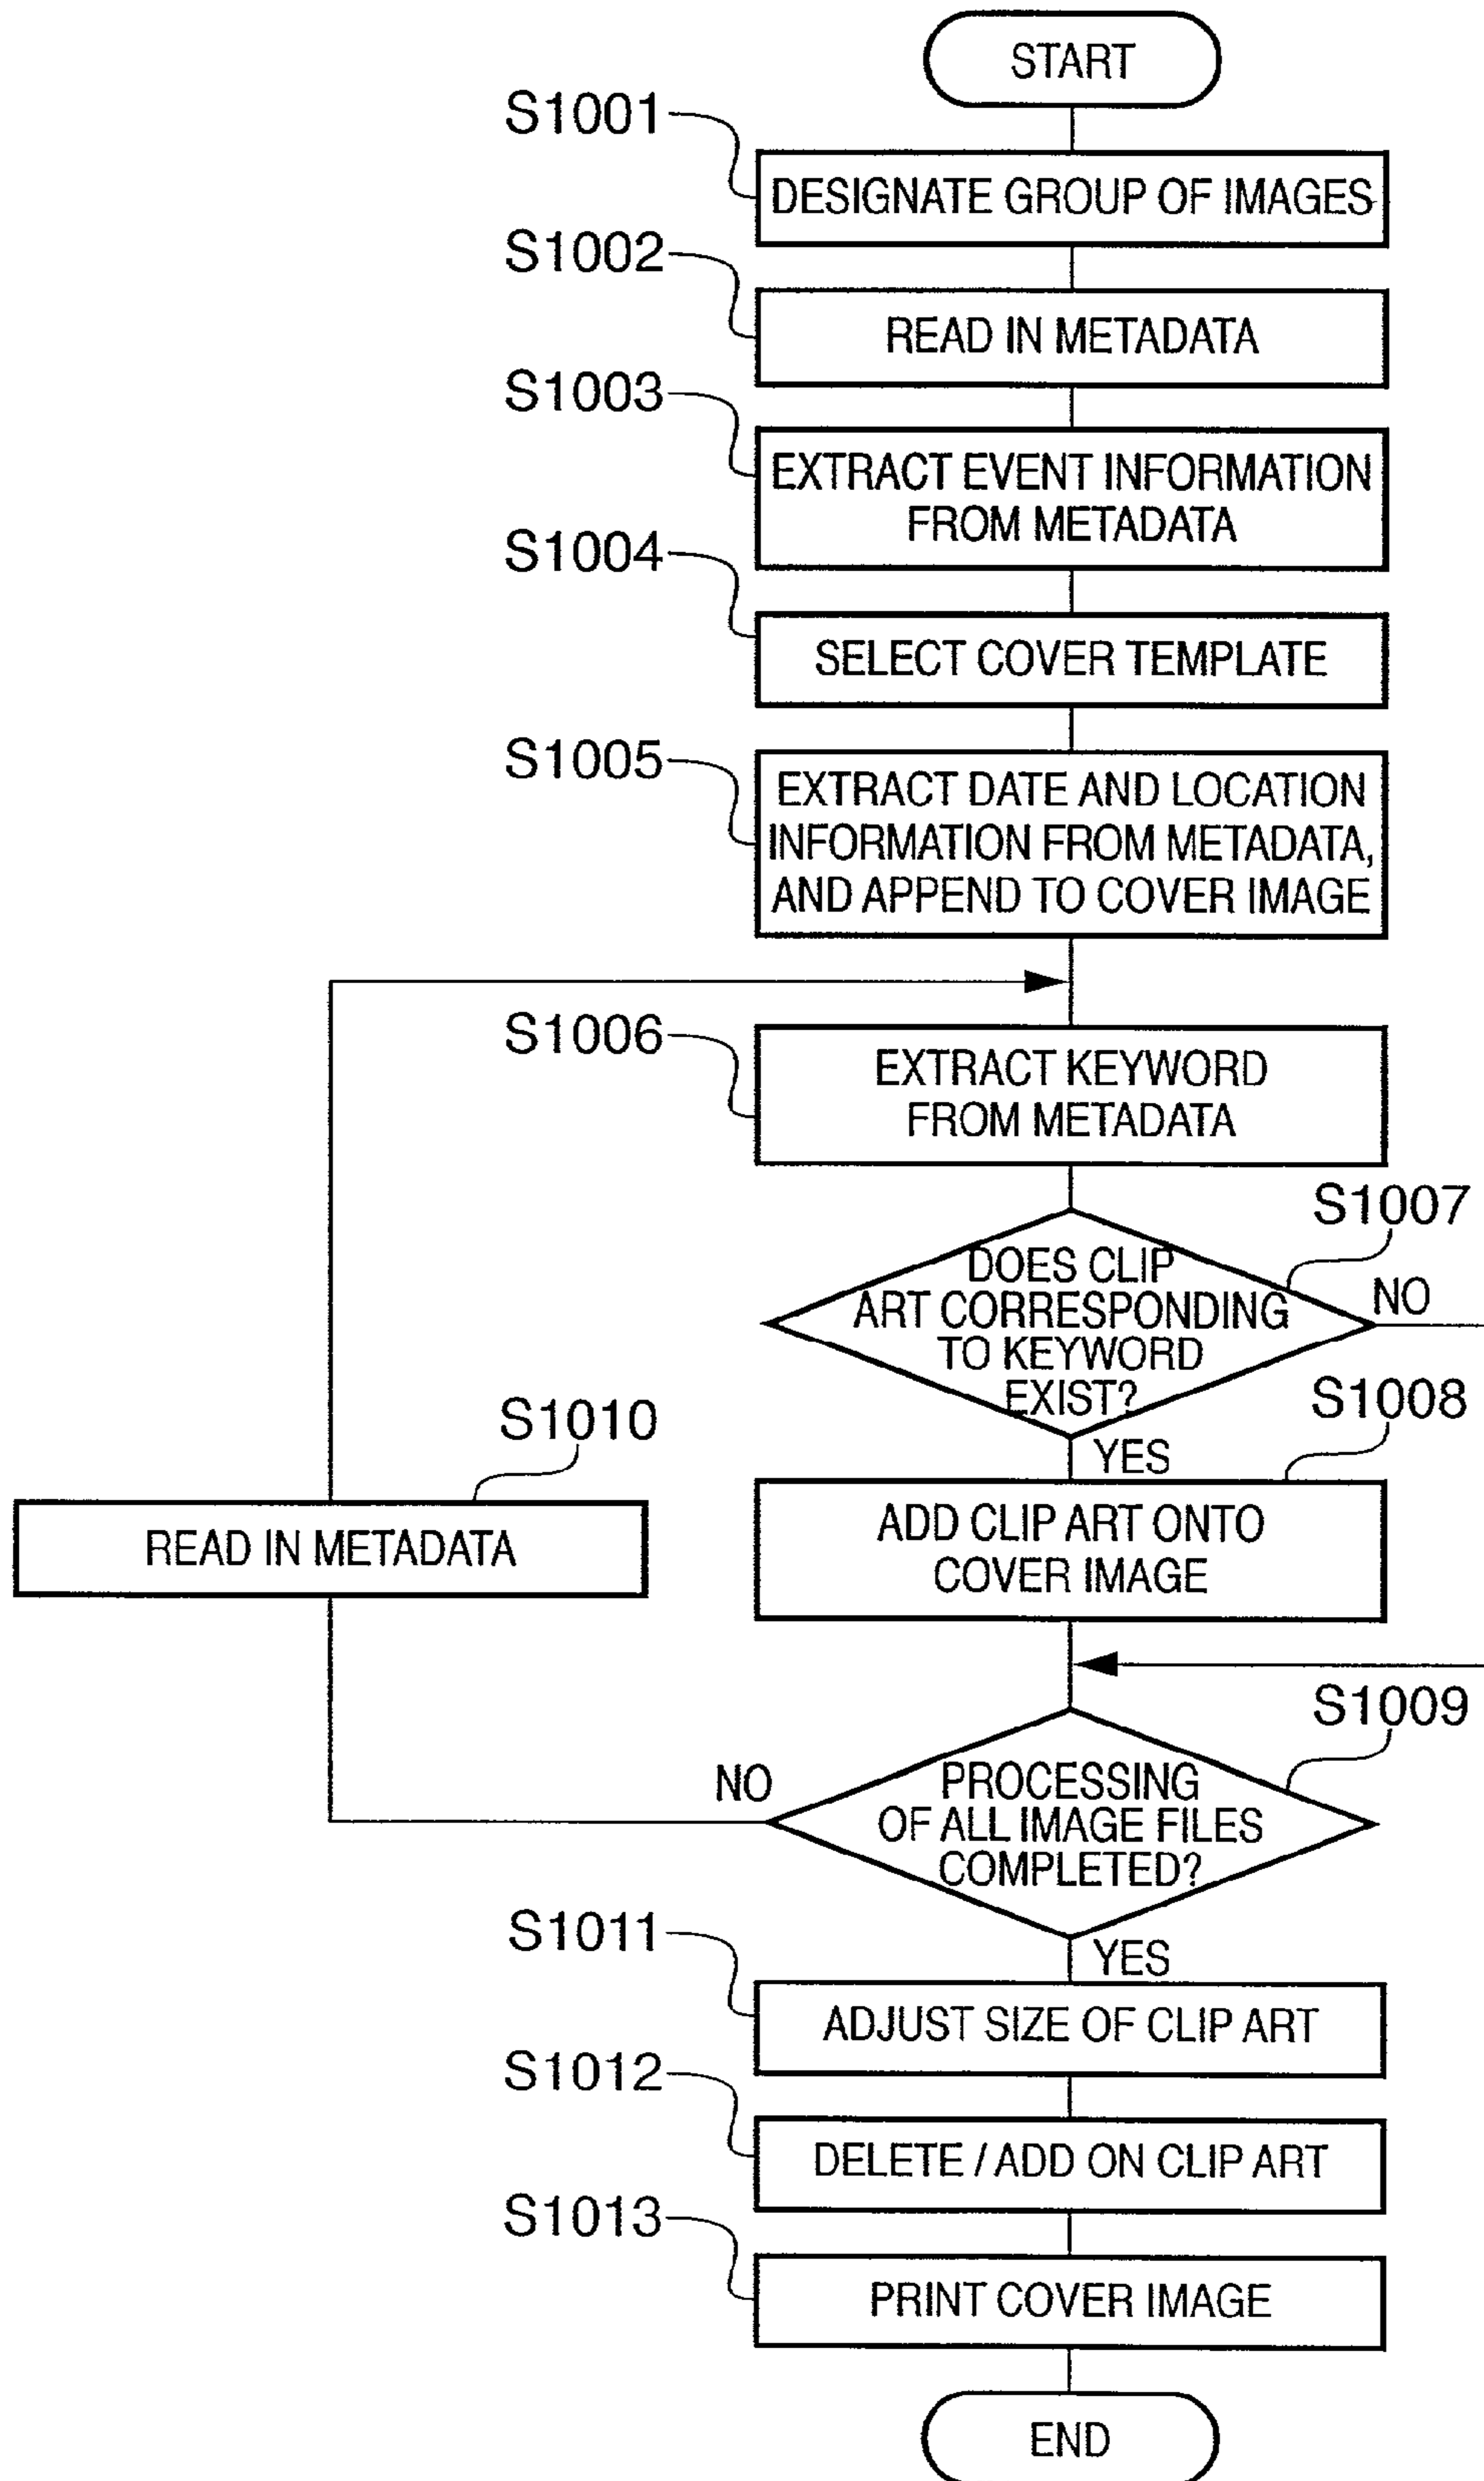 START
S1001
DESIGNATE GROUP OF IMAGES
S1002
READ IN METADATA
S1003
EXTRACT EVENT INFORMATION
FROM METADATA
S1004
SELECT COVER TEMPLATE
S1005
EXTRACT DATE AND LOCATION
INFORMATION FROM METADATA,
AND APPEND TO COVER IMAGE
S1006
EXTRACT KEYWORD
FROM METADATA
S1007
DOES CLIP
ART CORRESPONDING
TO KEYWORD
EXIST?
NO
YES
S1008
ADD CLIP ART ONTO
COVER IMAGE
S1010
READ IN METADATA
S1009
PROCESSING
OF ALL IMAGE FILES
COMPLETED?
NO
YES
S1011
ADJUST SIZE OF CLIP ART
S1012
DELETE / ADD ON CLIP ART
S1013
PRINT COVER IMAGE
END